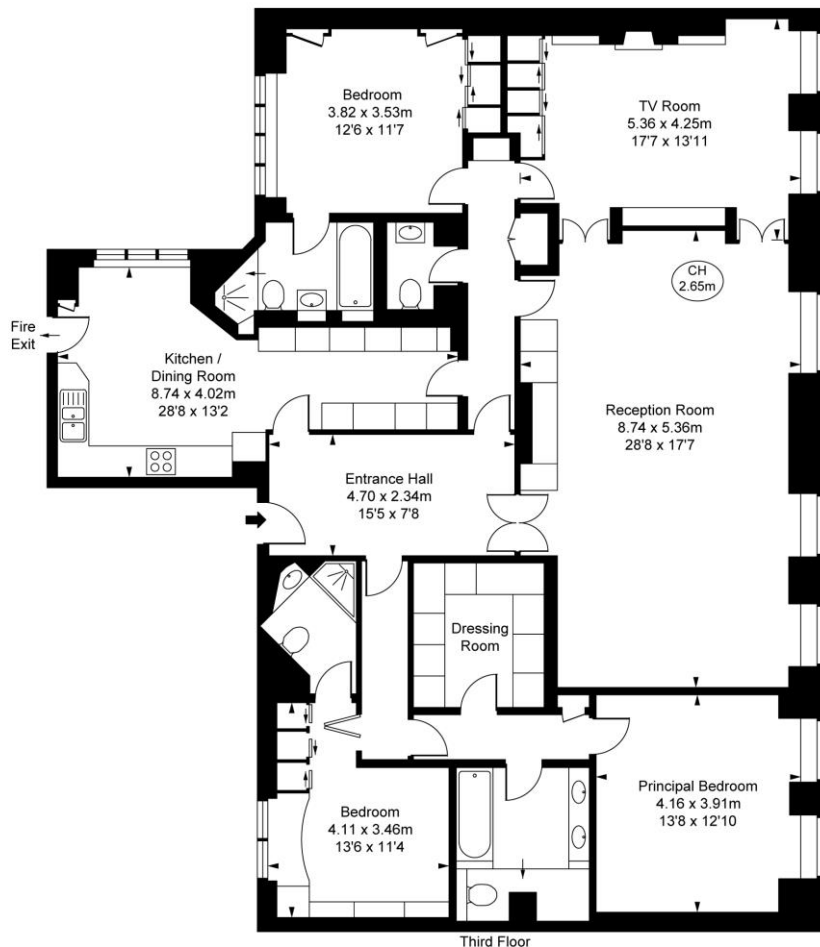 Bedroom
3.82 x 3.53m
12'6 x 11'7
TV Room
5.36 x 4.25m
17'7 x 13'11
CH
2.65m
Fire
Exit
Kitchen /
Dining Room
8.74 x 4.02m
28'8 x 13'2
Reception Room
8.74 x 5.36m
28'8 x 17'7
Entrance Hall
4.70 x 2.34m
15'5 x 7'8
Dressing
Room
Principal Bedroom
4.16 x 3.91m
13'8 x 12'10
Bedroom
4.11 x 3.46m
13'6 x 11'4
Third Floor